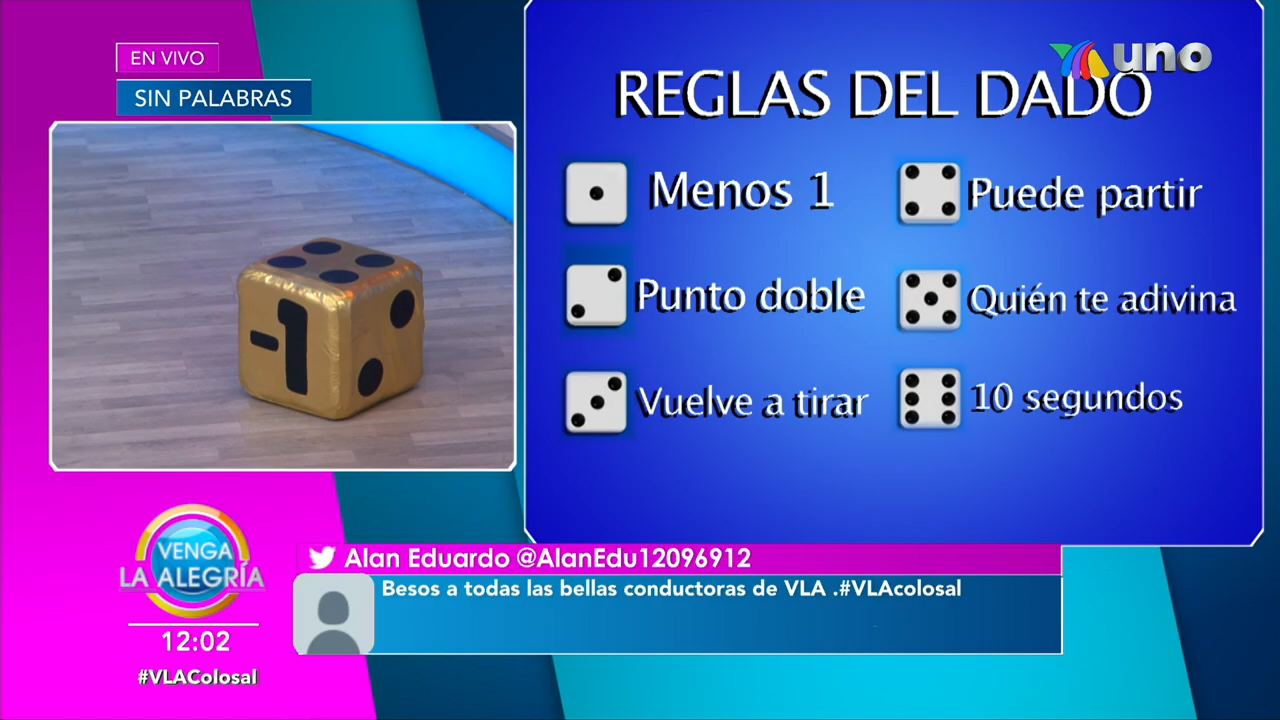 EN VIVO
SIN PALABRAS
uno
REGLAS DEL DADO
Menos 1
Puede partir
Punto doble
Quién te adivina
Vuelve a tirar
10 segundos
-1
VENGA
LA ALEGRÍA
12:02
#VLAColosal
Alan Eduardo @AlanEdu12096912
Besos a todas las bellas conductoras de VLA .#VLAcolosal